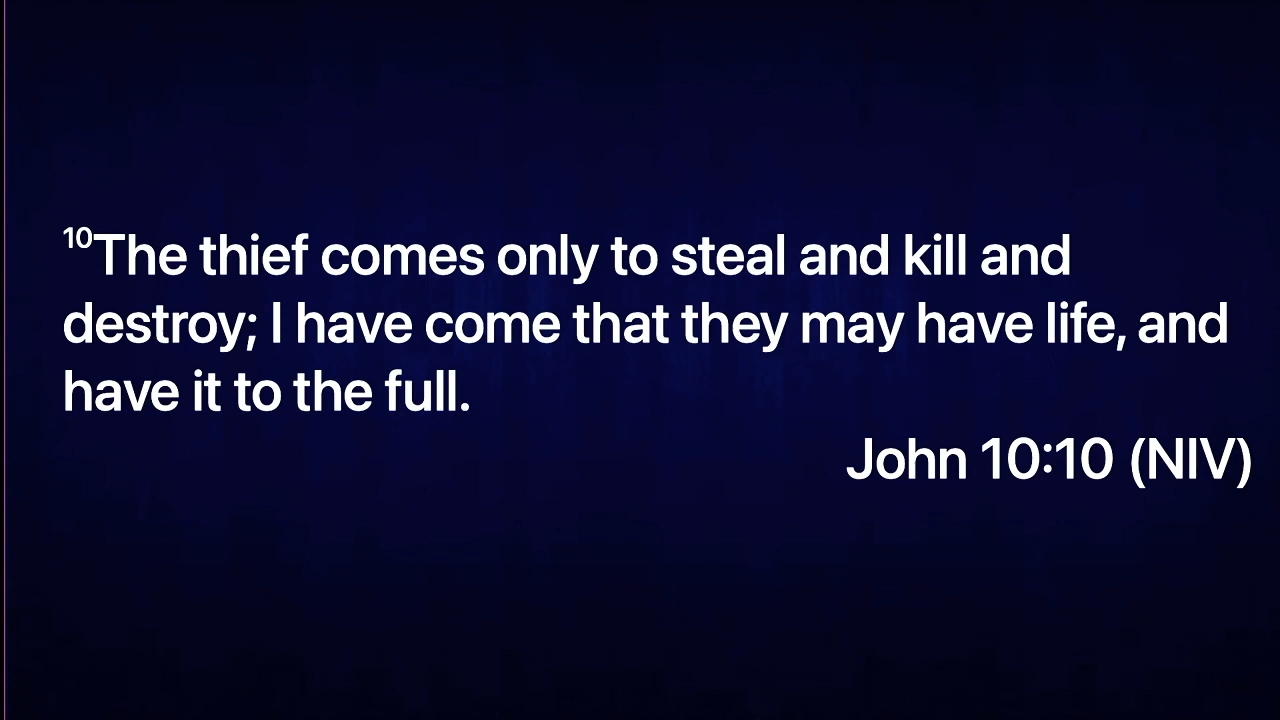 ¹⁰The thief comes only to steal and kill and
destroy; I have come that they may have life, and
have it to the full.
John 10:10 (NIV)